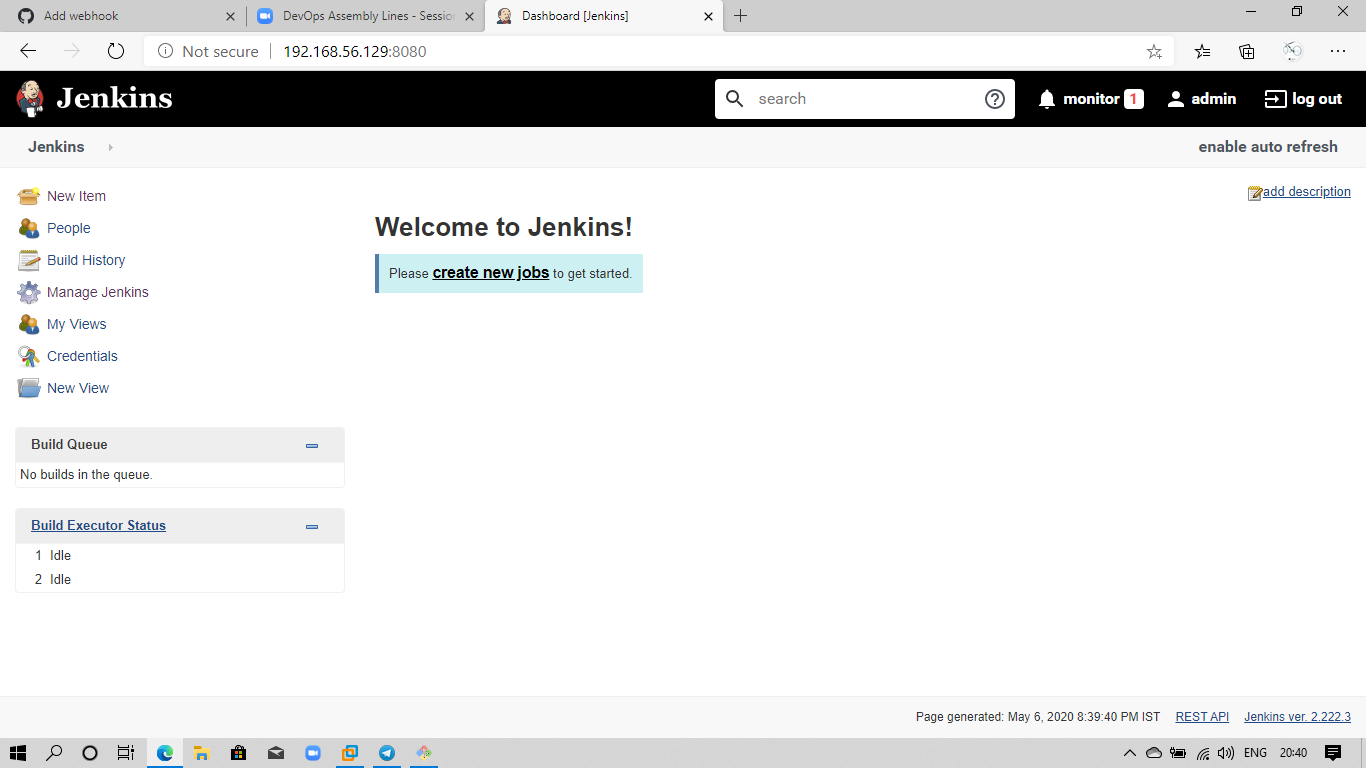 Add webhook
DevOps Assembly Lines - Session
Dashboard [Jenkins]
Not secure
192.168.56.129:8080
Jenkins
search
monitor 1
admin
log out
Jenkins
enable auto refresh
New Item
People
Build History
Manage Jenkins
My Views
Credentials
New View
add description
Welcome to Jenkins!
Please create new jobs to get started.
Build Queue
No builds in the queue.
Build Executor Status
1 Idle
2 Idle
Page generated: May 6, 2020 8:39:40 PM IST
REST API
Jenkins ver. 2.222.3
ENG
20:40